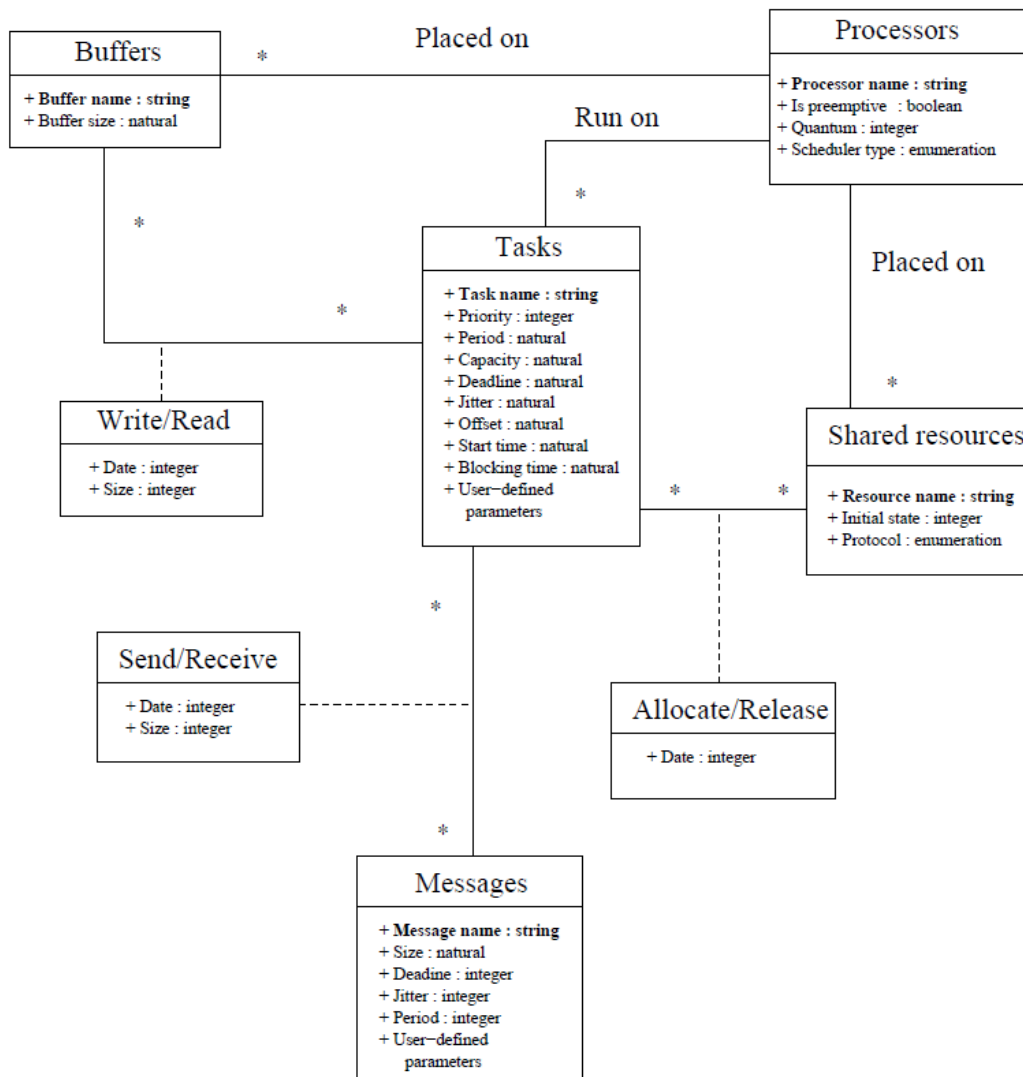 Buffers
+ Buffer name : string
+ Buffer size : natural
*
Placed on
Processors
+ Processor name : string
+ Is preemptive : boolean
+ Quantum : integer
+ Scheduler type : enumeration
Run on
*
*
*
Tasks
+ Task name : string
+ Priority : integer
+ Period : natural
+ Capacity : natural
+ Deadline : natural
+ Jitter : natural
+ Offset : natural
+ Start time : natural
+ Blocking time : natural
+ User−defined
parameters
Placed on
*
Write/Read
+ Date : integer
+ Size : integer
Shared resources
+ Resource name : string
+ Initial state : integer
+ Protocol : enumeration
*
*
*
Send/Receive
+ Date : integer
+ Size : integer
Allocate/Release
+ Date : integer
*
Messages
+ Message name : string
+ Size : natural
+ Deadine : integer
+ Jitter : integer
+ Period : integer
+ User−defined
parameters